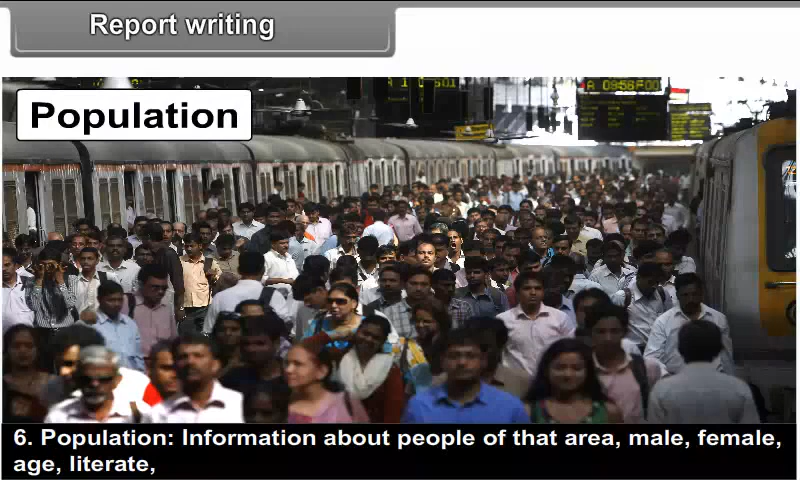 Report writing
Population
6. Population: Information about people of that area, male, female,
age, literate,